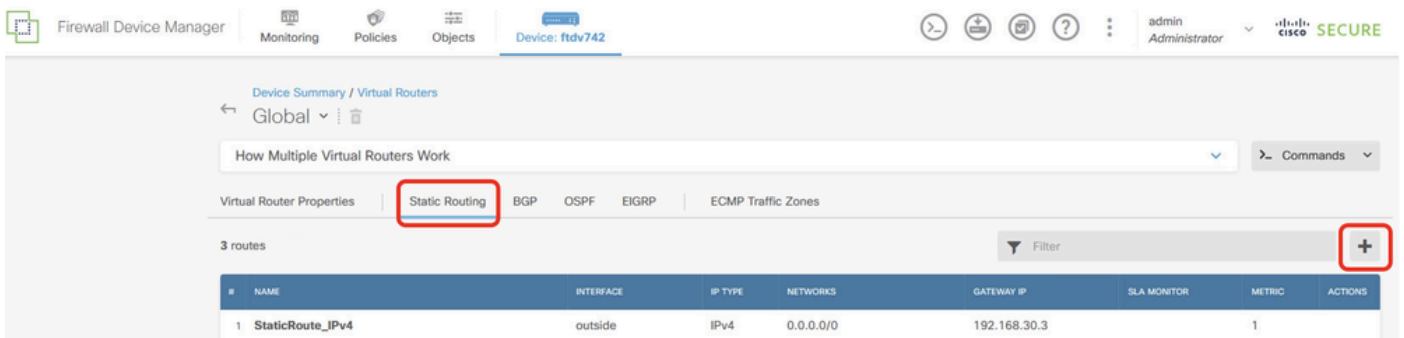 Firewall Device Manager
Monitoring
Policies
Objects
Device: ftdv742
admin
Administrator
cisco SECURE
Device Summary / Virtual Routers
Global
How Multiple Virtual Routers Work
>_ Commands
Virtual Router Properties
Static Routing
BGP
OSPF
EIGRP
ECMP Traffic Zones
3 routes
Filter
# NAME INTERFACE IP TYPE NETWORKS GATEWAY IP SLA MONITOR METRIC ACTIONS
1 StaticRoute_IPv4 outside IPv4 0.0.0.0/0 192.168.30.3 1